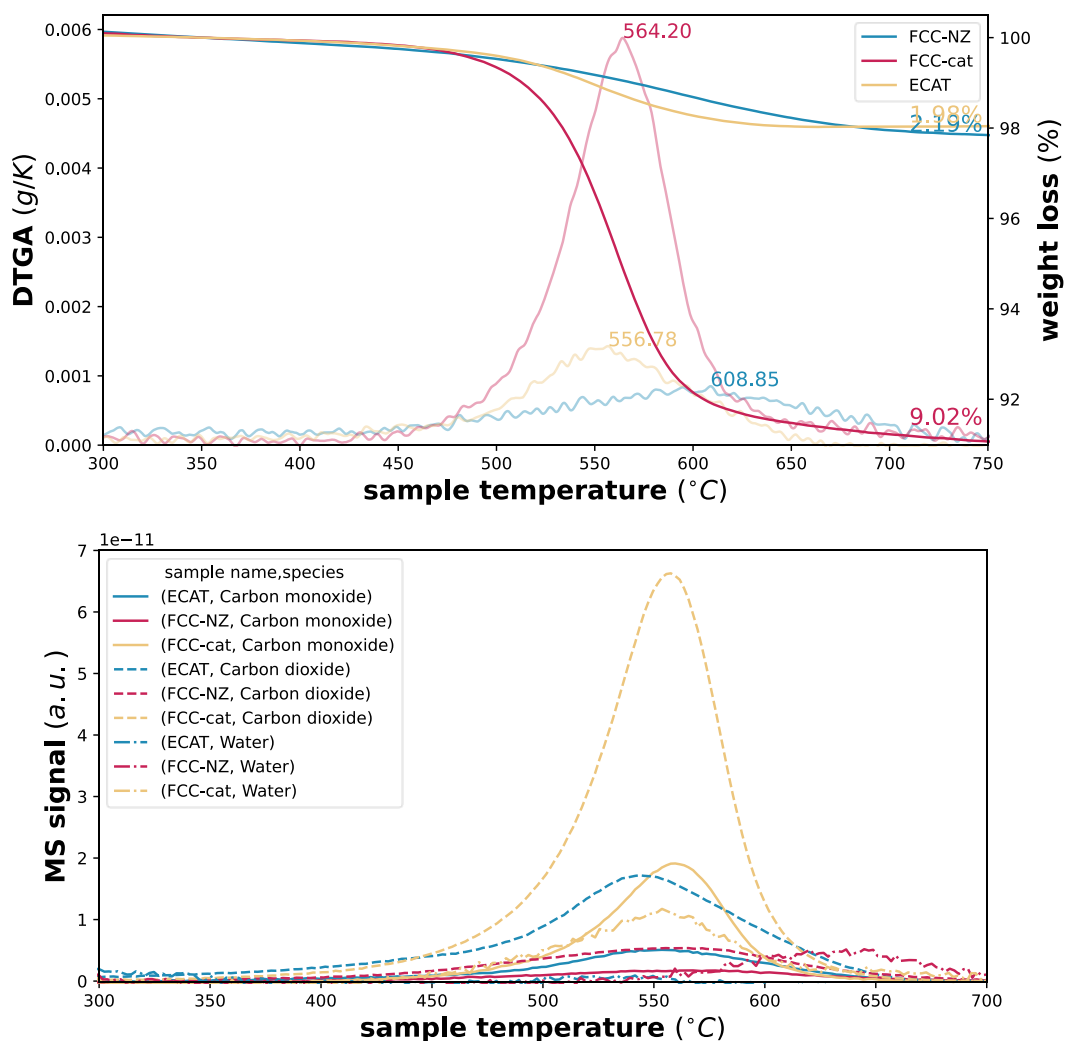 564.20
0.006
0.005
0.004
0.003
0.002
0.001
0.000
DTGA (g/K)
FCC-NZ
FCC-cat
ECAT
1.98%
2.19%
556.78
608.85
9.02%
100
98
96
94
92
weight loss (%)
300 350 400 450 500 550 600 650 700 750
sample temperature (°C)
1e−11
7
6
5
4
3
2
1
0
MS signal (a.u.)
sample name,species
(ECAT, Carbon monoxide)
(FCC-NZ, Carbon monoxide)
(FCC-cat, Carbon monoxide)
(ECAT, Carbon dioxide)
(FCC-NZ, Carbon dioxide)
(FCC-cat, Carbon dioxide)
(ECAT, Water)
(FCC-NZ, Water)
(FCC-cat, Water)
300 350 400 450 500 550 600 650 700
sample temperature (°C)